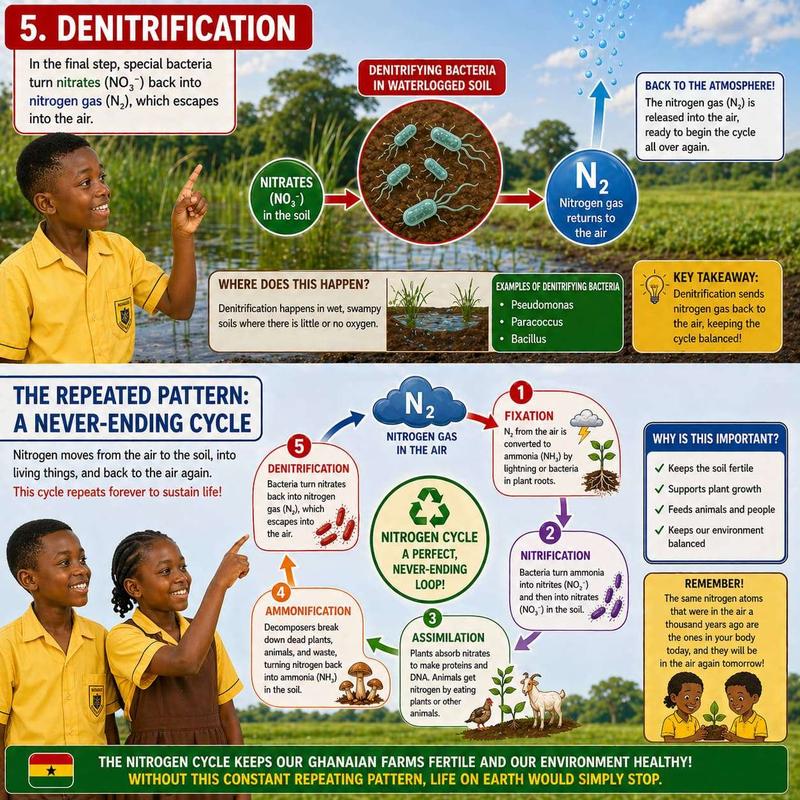 5. DENITRIFICATION
In the final step, special bacteria
turn nitrates (NO₃⁻) back into
nitrogen gas (N₂), which escapes
into the air.
DENITRIFYING BACTERIA
IN WATERLOGGED SOIL
NITRATES
(NO₃⁻)
in the soil
N₂
Nitrogen gas
returns to
the air
BACK TO THE ATMOSPHERE!
The nitrogen gas (N₂) is
released into the air,
ready to begin the cycle
all over again.
WHERE DOES THIS HAPPEN?
Denitrification happens in wet, swampy
soils where there is little or no oxygen.
EXAMPLES OF DENITRIFYING BACTERIA
• Pseudomonas
• Paracoccus
• Bacillus
KEY TAKEAWAY:
Denitrification sends
nitrogen gas back to
the air, keeping the
cycle balanced!
THE REPEATED PATTERN:
A NEVER-ENDING CYCLE
Nitrogen moves from the air to the soil, into
living things, and back to the air again.
This cycle repeats forever to sustain life!
N₂
NITROGEN GAS
IN THE AIR
1
FIXATION
N₂ from the air is
converted to
ammonia (NH₃) by
lightning or bacteria
in plant roots.
2
NITRIFICATION
Bacteria turn ammonia
into nitrites (NO₂⁻)
and then into nitrates
(NO₃⁻) in the soil.
3
ASSIMILATION
Plants absorb nitrates
to make proteins and
DNA. Animals get
nitrogen by eating
plants or other
animals.
4
AMMONIFICATION
Decomposers break
down dead plants,
animals, and waste,
turning nitrogen back
into ammonia (NH₃)
in the soil.
5
DENITRIFICATION
Bacteria turn nitrates
back into nitrogen
gas (N₂), which
escapes into
the air.
NITROGEN CYCLE
A PERFECT,
NEVER-ENDING
LOOP!
WHY IS THIS IMPORTANT?
✓ Keeps the soil fertile
✓ Supports plant growth
✓ Feeds animals and people
✓ Keeps our environment
balanced
REMEMBER!
The same nitrogen atoms
that were in the air a
thousand years ago are
the ones in your body
today, and they will be
in the air again tomorrow!
THE NITROGEN CYCLE KEEPS OUR GHANAIAN FARMS FERTILE AND OUR ENVIRONMENT HEALTHY!
WITHOUT THIS CONSTANT REPEATING PATTERN, LIFE ON EARTH WOULD SIMPLY STOP.